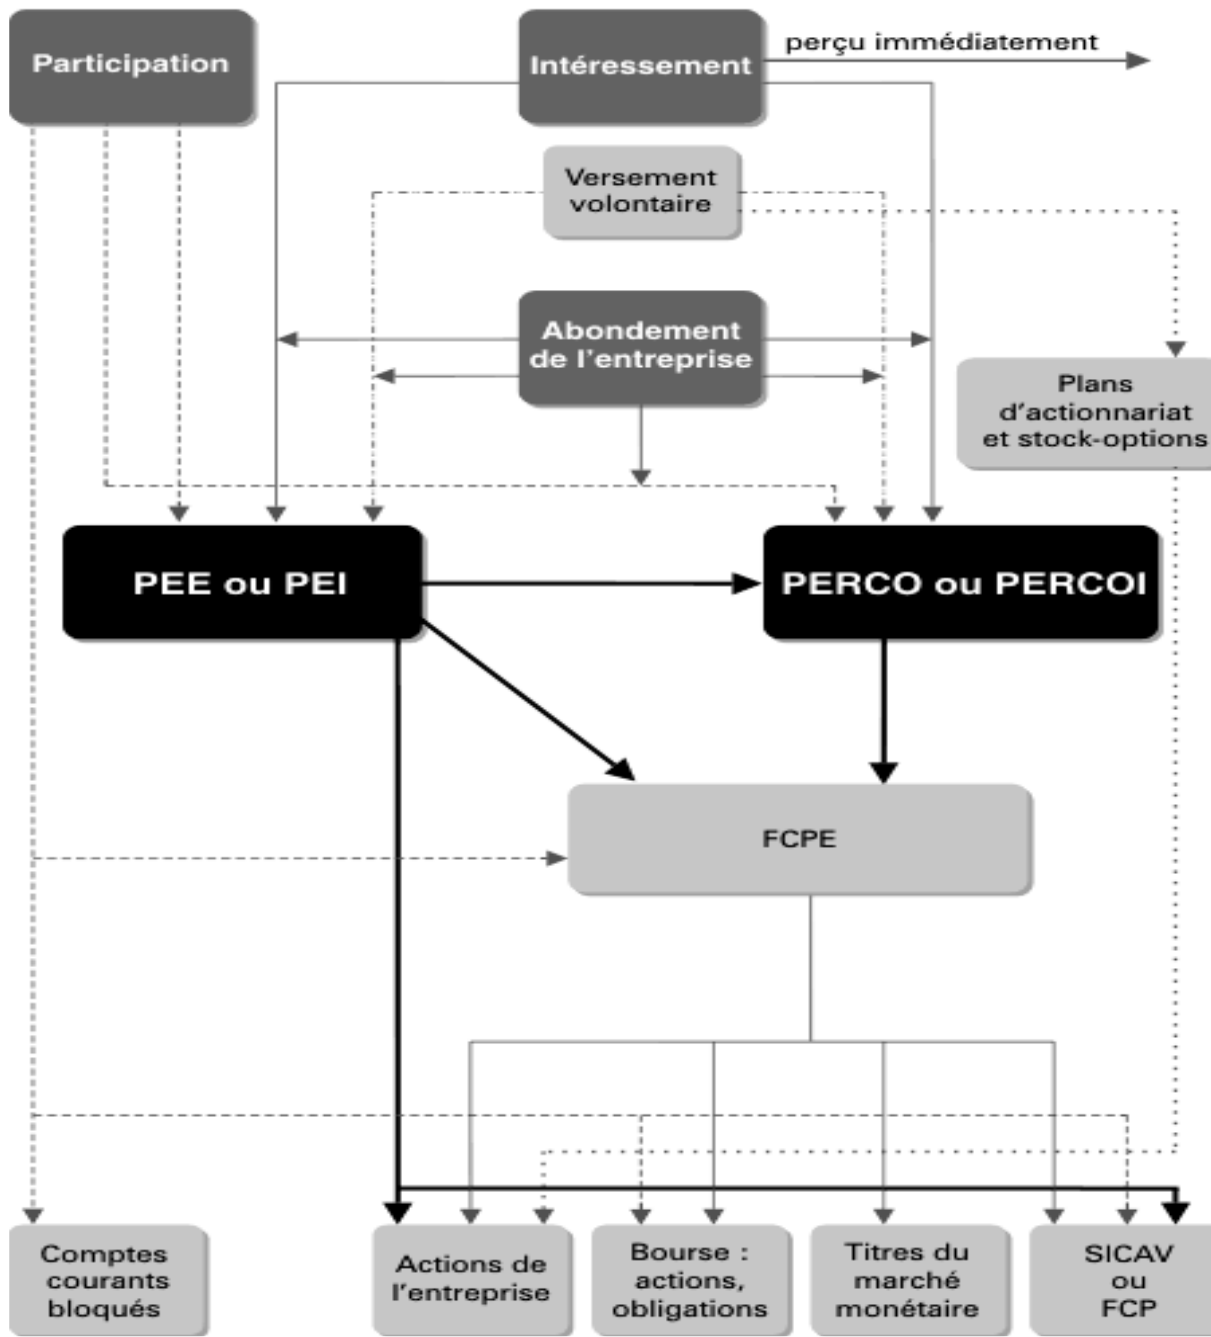 Participation
Intéressement
perçu immédiatement
Versement
volontaire
Abondement
de l'entreprise
Plans
d'actionnariat
et stock-options
PEE ou PEI
PERCO ou PERCOI
FCPE
Comptes
courants
bloqués
Actions de
l'entreprise
Bourse :
actions,
obligations
Titres du
marché
monétaire
SICAV
ou
FCP